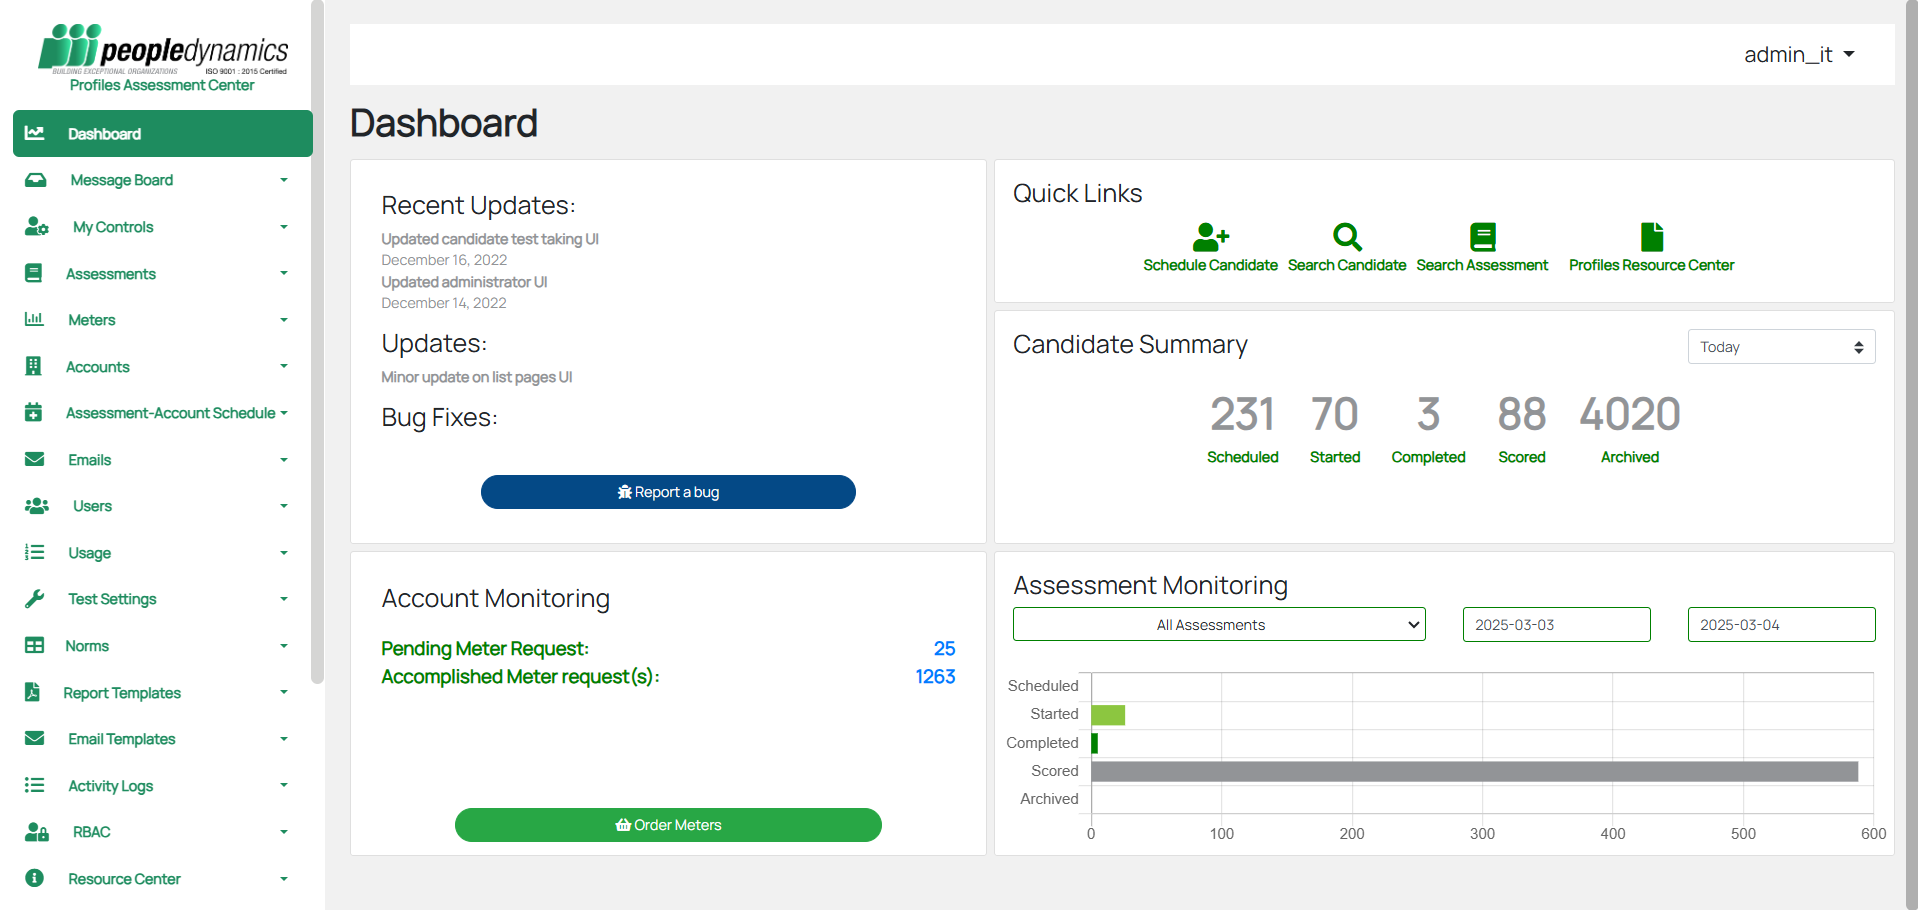 peopledynamics
BUILDING EXCEPTIONAL ORGANIZATIONS ISO 9001 : 2015 Certified
Profiles Assessment Center
Dashboard
Message Board
My Controls
Assessments
Meters
Accounts
Assessment-Account Schedule
Emails
Users
Usage
Test Settings
Norms
Report Templates
Email Templates
Activity Logs
RBAC
Resource Center
admin_it
Dashboard
Recent Updates:
Updated candidate test taking UI
December 16, 2022
Updated administrator UI
December 14, 2022
Updates:
Minor update on list pages UI
Bug Fixes:
Report a bug
Quick Links
Schedule Candidate Search Candidate Search Assessment Profiles Resource Center
Candidate Summary
Today
231 70 3 88 4020
Scheduled Started Completed Scored Archived
Account Monitoring
Pending Meter Request: 25
Accomplished Meter request(s): 1263
Order Meters
Assessment Monitoring
All Assessments 2025-03-03 2025-03-04
Scheduled
Started
Completed
Scored
Archived
0 100 200 300 400 500 600